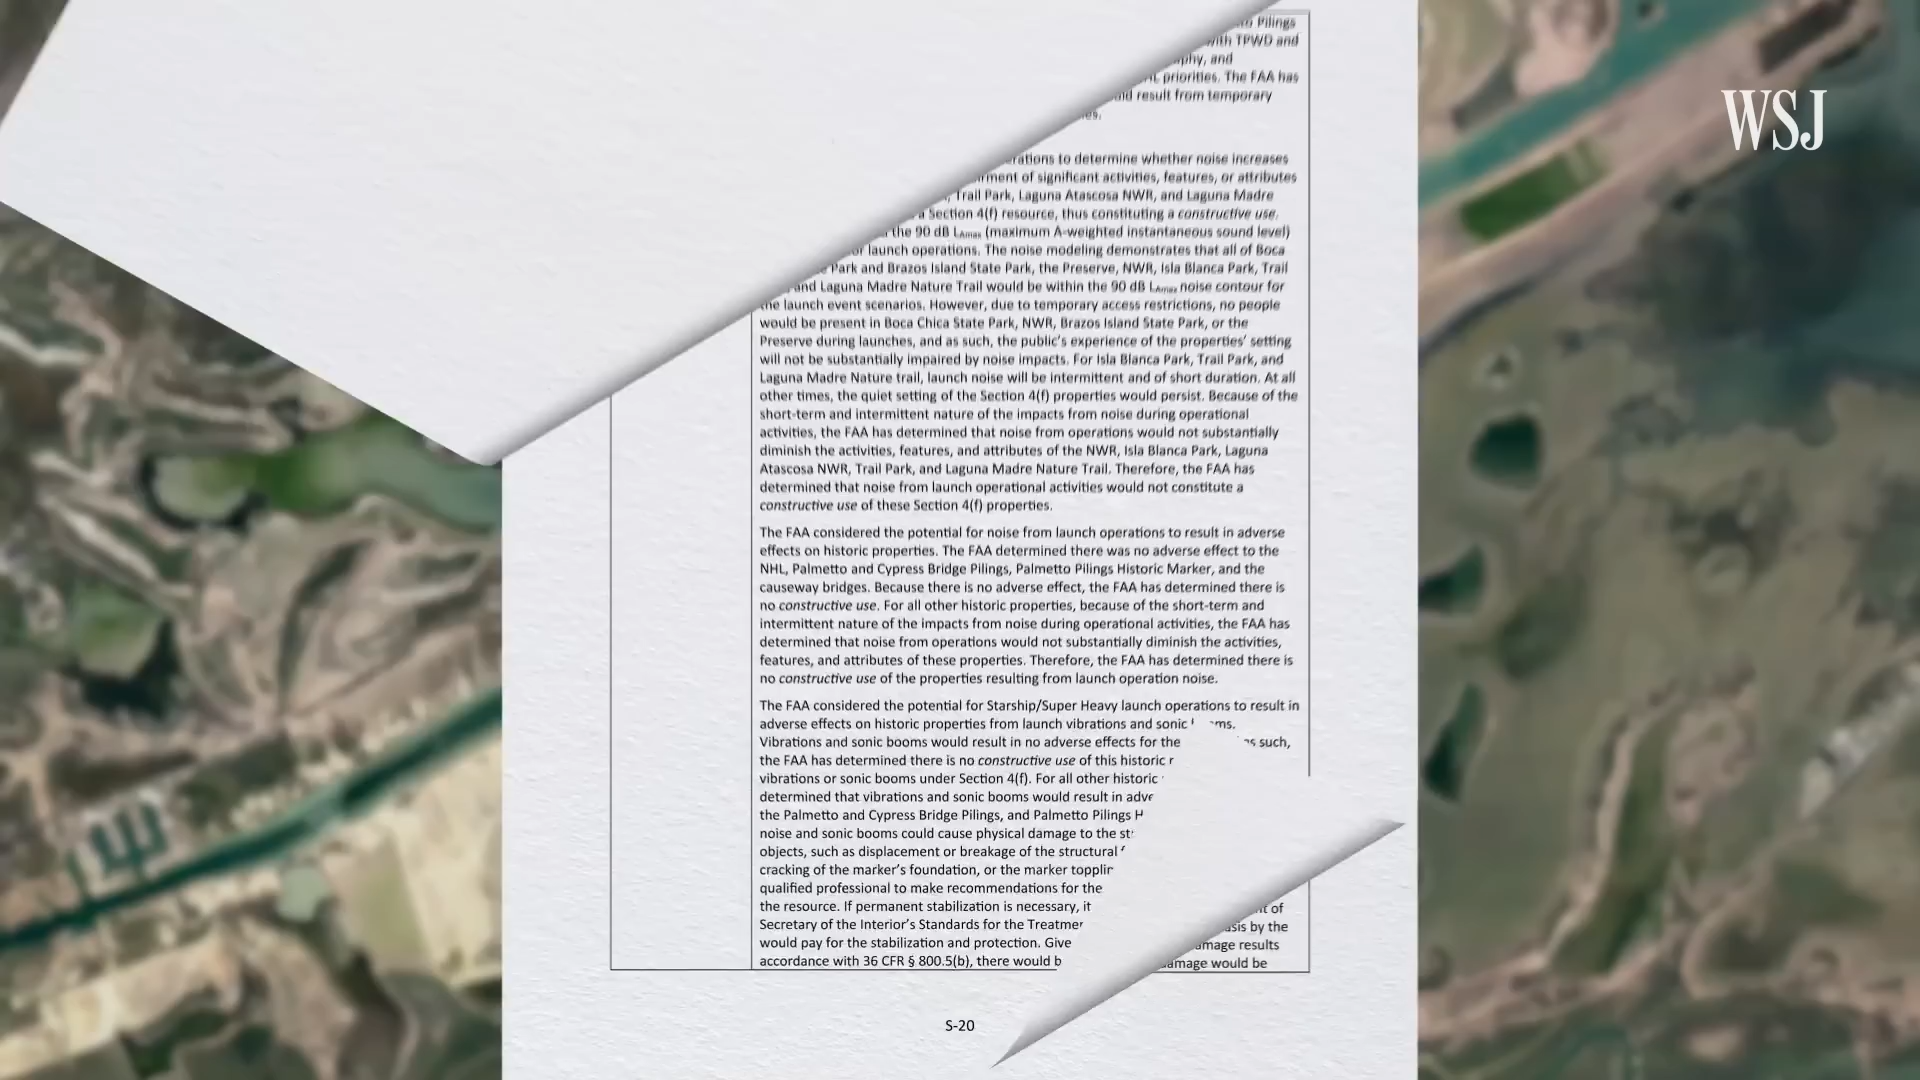 Pilings
with TPWD and
and
priorities. The FAA has
result from temporary
WSJ
to determine whether noise increases
of significant activities, features, or attributes
Trail Park, Laguna Atascosa NWR, and Laguna Madre
a Section 4(f) resource, thus constituting a constructive use.
the 90 dB LAmax (maximum A-weighted instantaneous sound level)
launch operations. The noise modeling demonstrates that all of Boca
Park and Brazos Island State Park, the Preserve, NWR, Isla Blanca Park, Trail
and Laguna Madre Nature Trail would be within the 90 dB LAmax noise contour for
the launch event scenarios. However, due to temporary access restrictions, no people
would be present in Boca Chica State Park, NWR, Brazos Island State Park, or the
Preserve during launches, and as such, the public's experience of the properties' setting
will not be substantially impaired by noise impacts. For Isla Blanca Park, Trail Park, and
Laguna Madre Nature trail, launch noise will be intermittent and of short duration. At all
other times, the quiet setting of the Section 4(f) properties would persist. Because of the
short-term and intermittent nature of the impacts from noise during operational
activities, the FAA has determined that noise from operations would not substantially
diminish the activities, features, and attributes of the NWR, Isla Blanca Park, Laguna
Atascosa NWR, Trail Park, and Laguna Madre Nature Trail. Therefore, the FAA has
determined that noise from launch operational activities would not constitute a
constructive use of these Section 4(f) properties.
The FAA considered the potential for noise from launch operations to result in adverse
effects on historic properties. The FAA determined there was no adverse effect to the
NHL, Palmetto and Cypress Bridge Pilings, Palmetto Pilings Historic Marker, and the
causeway bridges. Because there is no adverse effect, the FAA has determined there is
no constructive use. For all other historic properties, because of the short-term and
intermittent nature of the impacts from noise during operational activities, the FAA has
determined that noise from operations would not substantially diminish the activities,
features, and attributes of these properties. Therefore, the FAA has determined there is
no constructive use of the properties resulting from launch operation noise.
The FAA considered the potential for Starship/Super Heavy launch operations to result in
adverse effects on historic properties from launch vibrations and sonic
Vibrations and sonic booms would result in no adverse effects for the as such,
the FAA has determined there is no constructive use of this historic
vibrations or sonic booms under Section 4(f). For all other historic
determined that vibrations and sonic booms would result in
the Palmetto and Cypress Bridge Pilings, and Palmetto Pilings
noise and sonic booms could cause physical damage to the
objects, such as displacement or breakage of the structural
cracking of the marker's foundation, or the marker
qualified professional to make recommendations for the
the resource. If permanent stabilization is necessary, it of
Secretary of the Interior's Standards for the by the
would pay for the stabilization and protection. results
accordance with 36 CFR § 800.5(b), there would damage would be
S-20